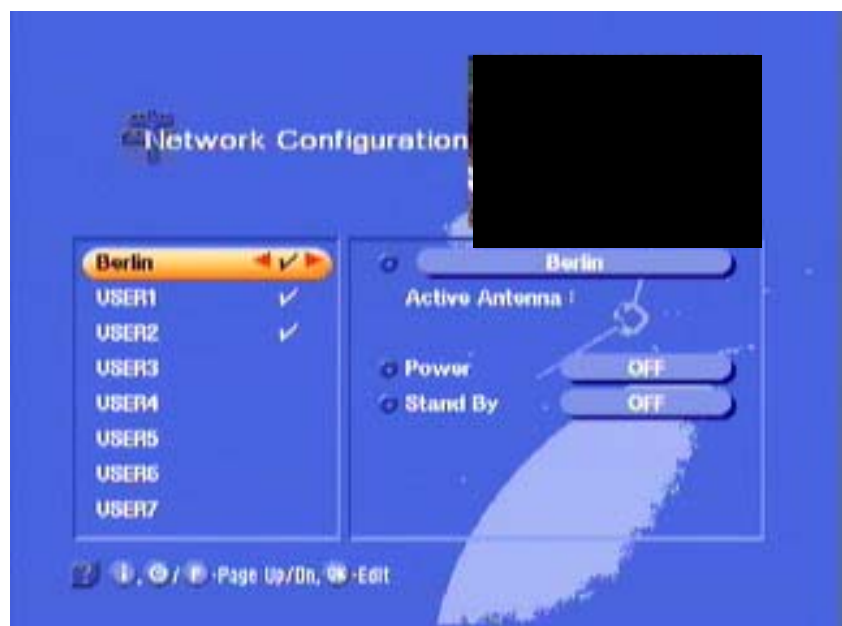 Network Configuration
Berlin
USER1
USER2
USER3
USER4
USER5
USER6
USER7
Berlin
Active Antenna :
Power OFF
Stand By OFF
? i, / P -Page Up/Dn, OK -Edit